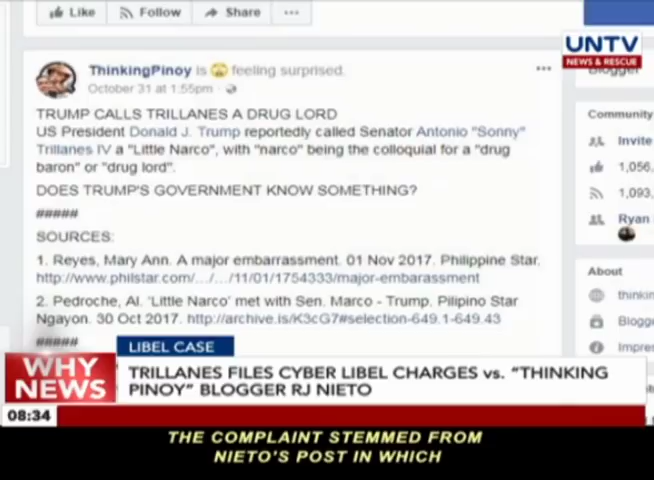 Like Follow Share ...
UNTV
NEWS & RESCUE
Blogger
ThinkingPinoy is feeling surprised.
October 31 at 1:55pm
TRUMP CALLS TRILLANES A DRUG LORD
US President Donald J. Trump reportedly called Senator Antonio "Sonny"
Trillanes IV a "Little Narco", with "narco" being the colloquial for a "drug
baron" or "drug lord".
DOES TRUMP'S GOVERNMENT KNOW SOMETHING?
#####
SOURCES:
1. Reyes, Mary Ann. A major embarrassment. 01 Nov 2017. Philippine Star.
http://www.philstar.com/.../.../11/01/1754333/major-embarassment
2. Pedroche, Al. 'Little Narco' met with Sen. Marco - Trump. Pilipino Star
Ngayon. 30 Oct 2017. http://archive.is/K3cG7#selection-649.1-649.43
#####
Community
Invite
1,056,
1,093,
Ryan
About
thinkin
Blogg
Impres
LIBEL CASE
WHY
NEWS
TRILLANES FILES CYBER LIBEL CHARGES vs. "THINKING
PINOY" BLOGGER RJ NIETO
08:34
THE COMPLAINT STEMMED FROM
NIETO'S POST IN WHICH